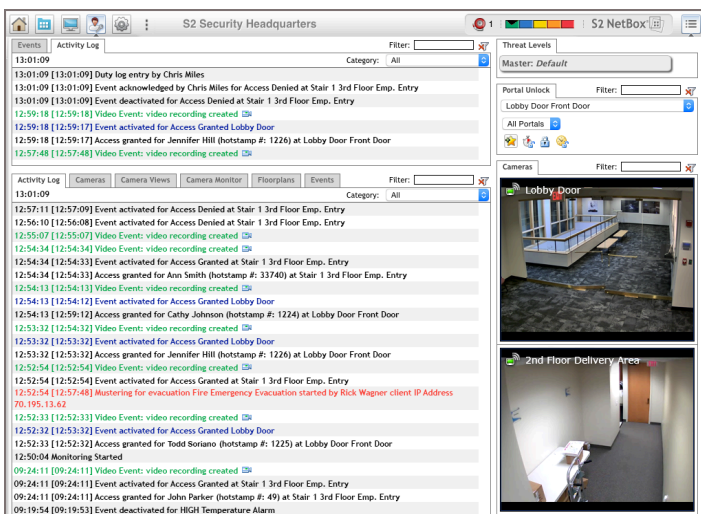 S2 Security Headquarters
1
S2 NetBox
Events
Activity Log
Filter:
13:01:09
Category: All
13:01:09 [13:01:09] Duty log entry by Chris Miles
13:01:09 [13:01:09] Event acknowledged by Chris Miles for Access Denied at Stair 1 3rd Floor Emp. Entry
13:01:09 [13:01:09] Event deactivated for Access Denied at Stair 1 3rd Floor Emp. Entry
12:59:18 [12:59:18] Video Event: video recording created
12:59:18 [12:59:17] Event activated for Access Granted Lobby Door
12:59:18 [12:59:17] Access granted for Jennifer Hill (hotstamp #: 1226) at Lobby Door Front Door
12:57:48 [12:57:48] Video Event: video recording created
Activity Log
Cameras
Camera Views
Camera Monitor
Floorplans
Events
Filter:
13:01:09
Category: All
12:57:11 [12:57:09] Event activated for Access Denied at Stair 1 3rd Floor Emp. Entry
12:56:10 [12:56:08] Event activated for Access Denied at Stair 1 3rd Floor Emp. Entry
12:55:07 [12:55:07] Video Event: video recording created
12:54:34 [12:54:34] Video Event: video recording created
12:54:34 [12:54:33] Event activated for Access Granted at Stair 1 3rd Floor Emp. Entry
12:54:34 [12:54:33] Access granted for Ann Smith (hotstamp #: 33740) at Stair 1 3rd Floor Emp. Entry
12:54:13 [12:54:13] Video Event: video recording created
12:54:13 [12:54:12] Event activated for Access Granted Lobby Door
12:54:13 [12:59:12] Access granted for Cathy Johnson (hotstamp #: 1224) at Lobby Door Front Door
12:53:32 [12:54:32] Video Event: video recording created
12:53:32 [12:53:32] Event activated for Access Granted Lobby Door
12:53:32 [12:53:32] Access granted for Jennifer Hill (hotstamp #: 1226) at Lobby Door Front Door
12:52:54 [12:52:54] Video Event: video recording created
12:52:54 [12:52:54] Event activated for Access Granted at Stair 1 3rd Floor Emp. Entry
12:52:54 [12:57:48] Mustering for evacuation Fire Emergency Evacuation started by Rick Wagner client IP Address
70.195.13.62
12:52:33 [12:52:33] Video Event: video recording created
12:52:32 [12:52:32] Event activated for Access Granted Lobby Door
12:52:33 [12:52:32] Access granted for Todd Soriano (hotstamp #: 1225) at Lobby Door Front Door
12:50:04 Monitoring Started
09:24:11 [09:24:11] Video Event: video recording created
09:24:11 [09:24:11] Event activated for Access Granted at Stair 1 3rd Floor Emp. Entry
09:24:11 [09:24:11] Access granted for John Parker (hotstamp #: 49) at Stair 1 3rd Floor Emp. Entry
09:19:54 [09:19:53] Event deactivated for HIGH Temperature Alarm
Threat Levels
Master: Default
Portal Unlock
Filter:
Lobby Door Front Door
All Portals
Cameras
Filter:
Lobby Door
2nd Floor Delivery Area